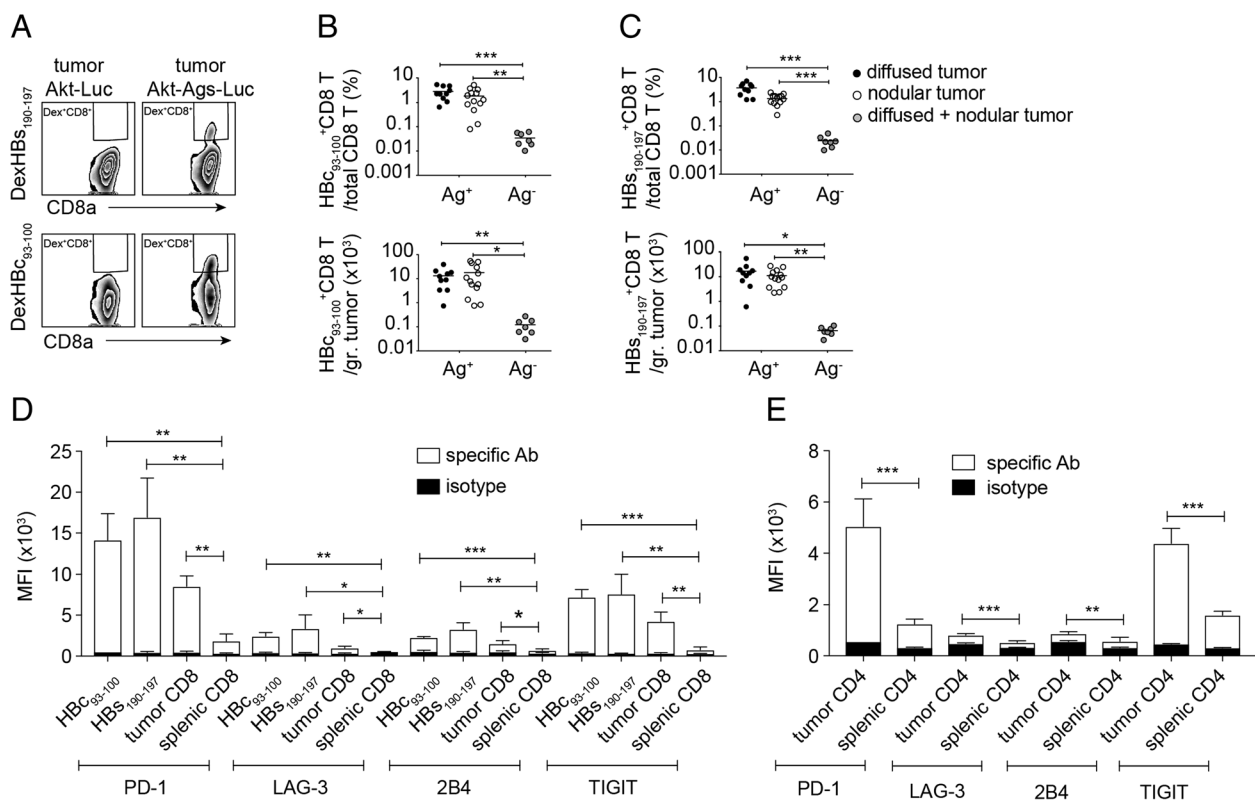 A
tumor
Akt-Luc
tumor
Akt-Ags-Luc
DexHBs190-197
Dex+CD8+
Dex+CD8+
CD8a
DexHBc93-100
Dex+CD8+
Dex+CD8+
CD8a
B
HBc93-100+CD8 T
/total CD8 T (%)
***
**
10
1
0.1
0.01
0.001
Ag+
Ag-
HBc93-100+CD8 T
/gr. tumor (x103)
**
*
100
10
1
0.1
0.01
Ag+
Ag-
C
HBs190-197+CD8 T
/total CD8 T (%)
***
***
10
1
0.1
0.01
0.001
Ag+
Ag-
HBs190-197+CD8 T
/gr. tumor (x103)
*
**
100
10
1
0.1
0.01
Ag+
Ag-
diffused tumor
nodular tumor
diffused + nodular tumor
D
MFI (x103)
25
20
15
10
5
0
specific Ab
isotype
**
**
**
**
*
*
***
**
*
***
**
**
HBc93-100
HBs190-197
tumor CD8
splenic CD8
HBc93-100
HBs190-197
tumor CD8
splenic CD8
HBc93-100
HBs190-197
tumor CD8
splenic CD8
HBc93-100
HBs190-197
tumor CD8
splenic CD8
PD-1
LAG-3
2B4
TIGIT
E
MFI (x103)
8
6
4
2
0
specific Ab
isotype
***
***
**
***
tumor CD4
splenic CD4
tumor CD4
splenic CD4
tumor CD4
splenic CD4
tumor CD4
splenic CD4
PD-1
LAG-3
2B4
TIGIT